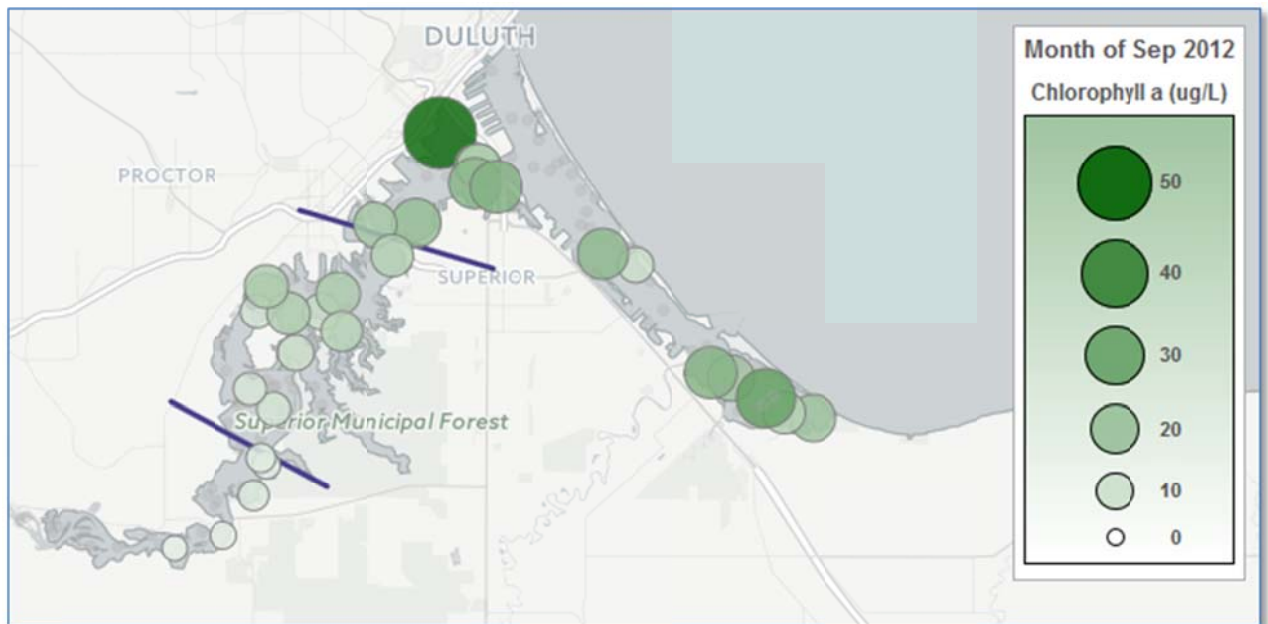 DULUTH
PROCTOR
SUPERIOR
Superior Municipal Forest
Month of Sep 2012
Chlorophyll a (ug/L)
50
40
30
20
10
0